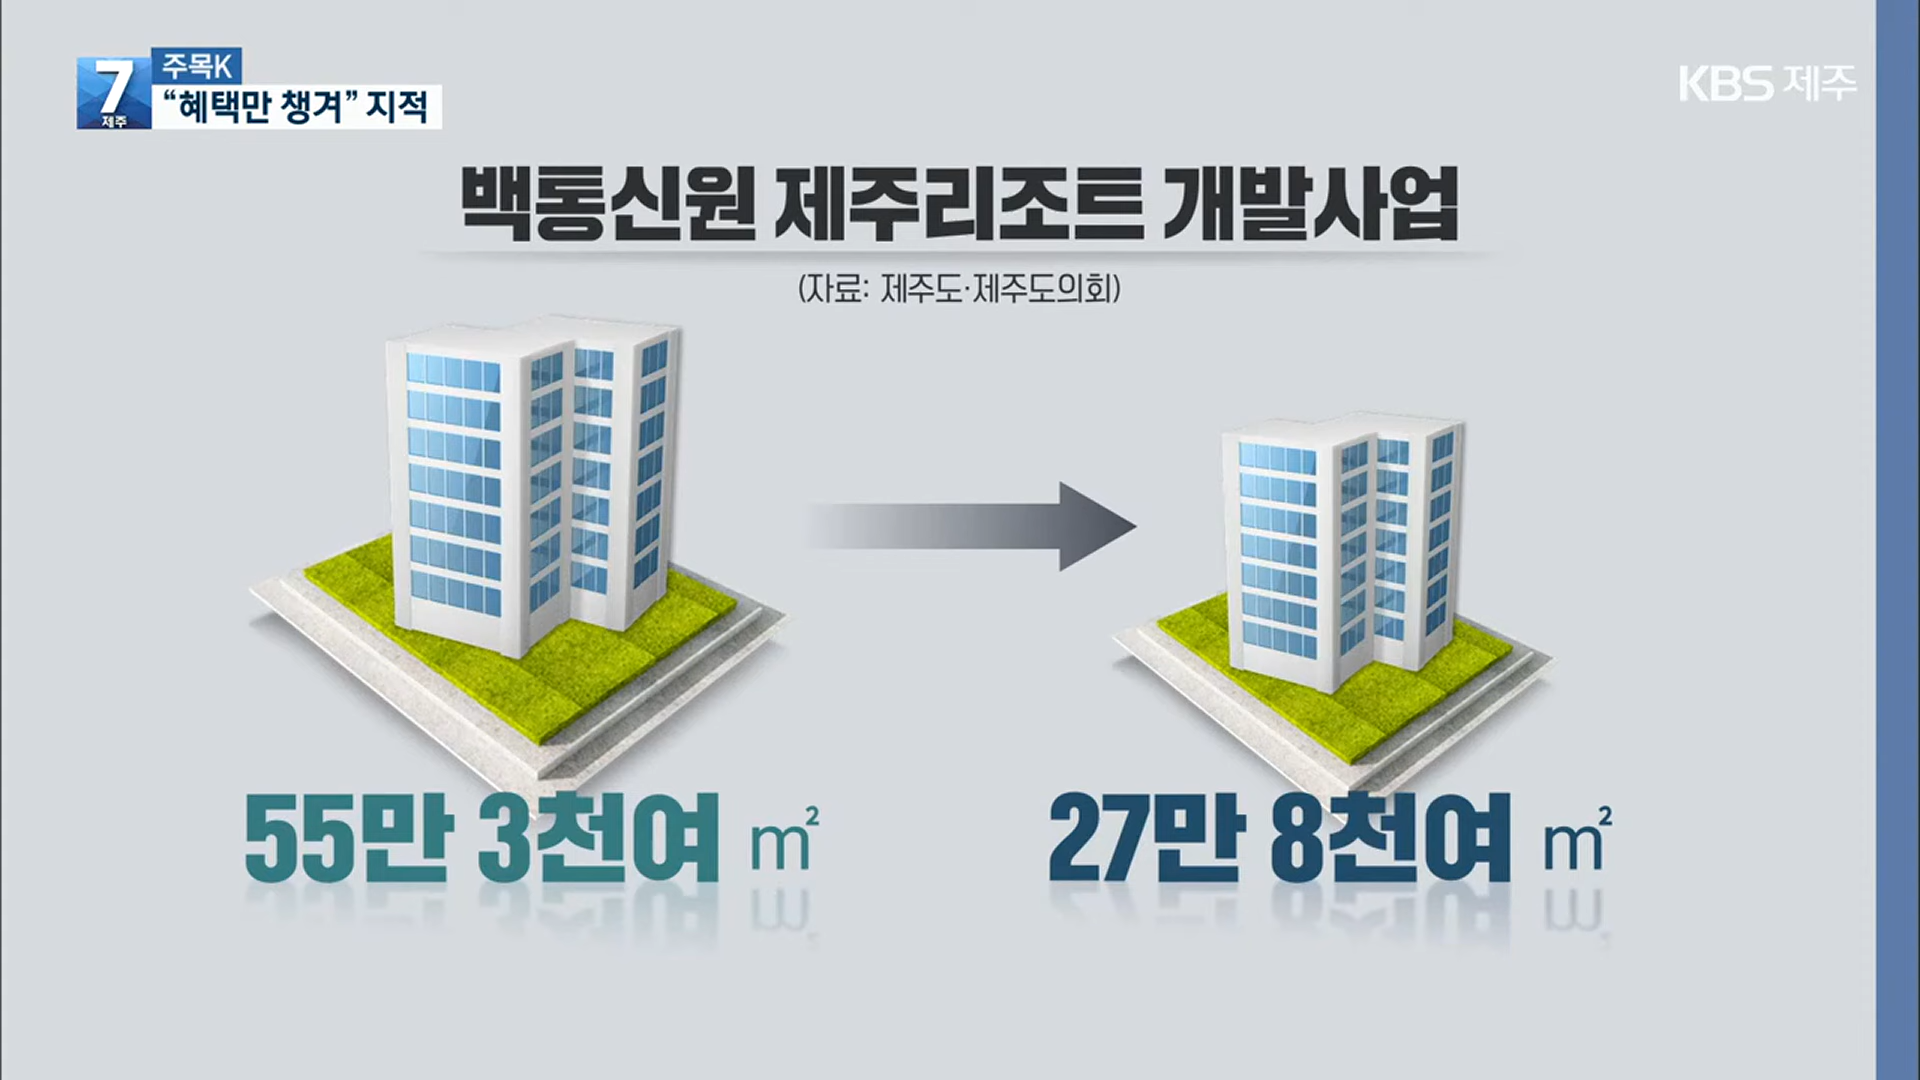 7
제주
주목K
“혜택만 챙겨” 지적
KBS 제주
백통신원 제주리조트 개발사업
(자료: 제주도·제주도의회)
55만 3천여 ㎡
27만 8천여 ㎡